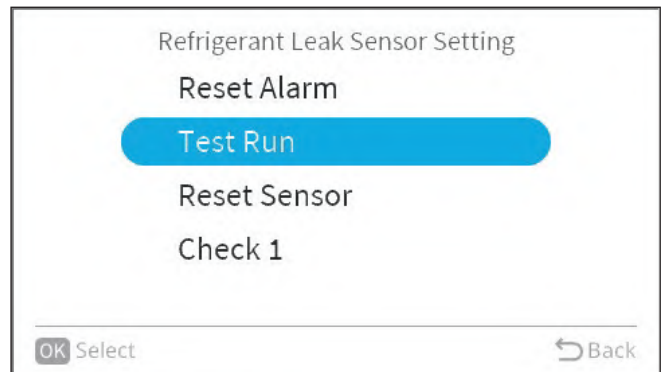 Refrigerant Leak Sensor Setting
Reset Alarm
Test Run
Reset Sensor
Check 1
OK Select Back